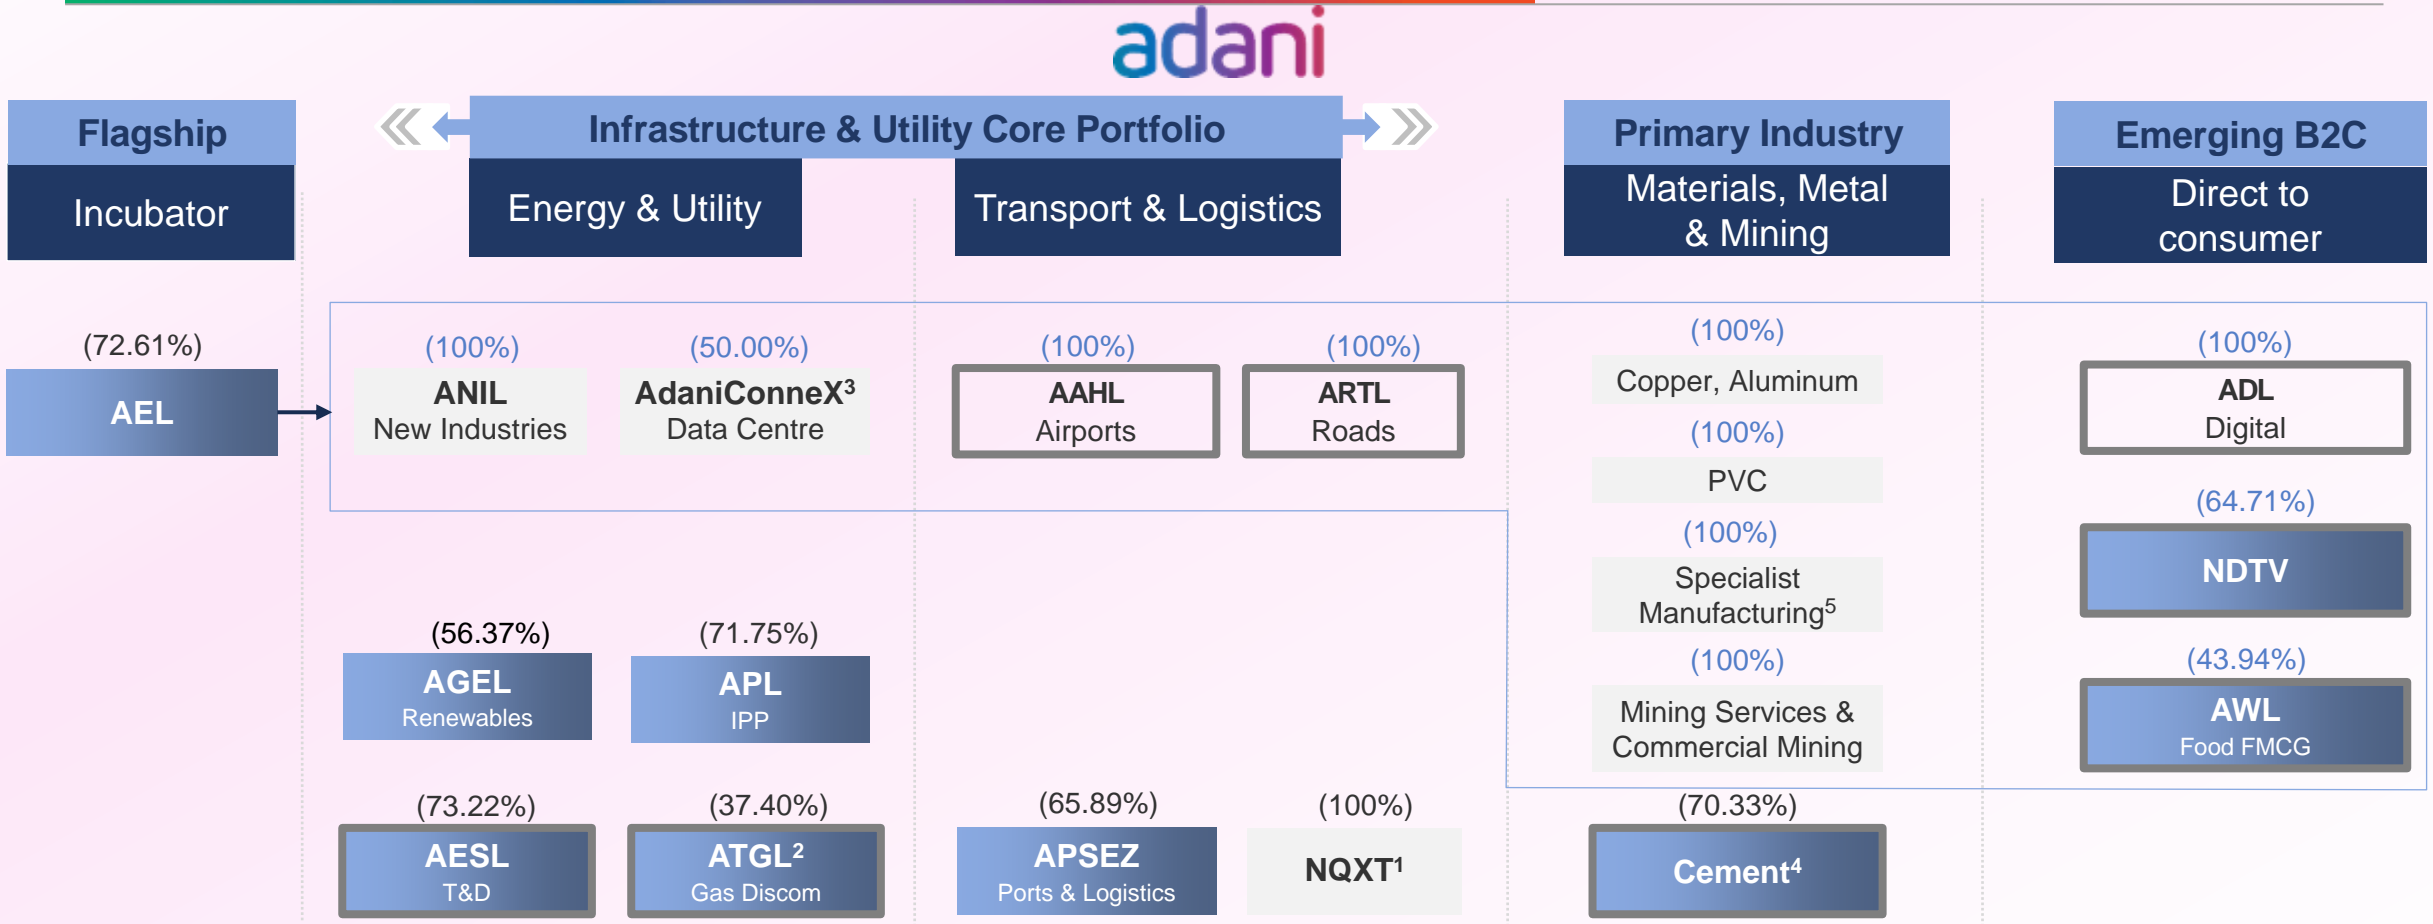 adani
Flagship
Incubator
Infrastructure & Utility Core Portfolio
Energy & Utility
Transport & Logistics
Primary Industry
Materials, Metal
& Mining
Emerging B2C
Direct to
consumer
(72.61%)
AEL
(100%)
ANIL
New Industries
(50.00%)
AdaniConneX³
Data Centre
(100%)
AAHL
Airports
(100%)
ARTL
Roads
(100%)
Copper, Aluminum
(100%)
PVC
(100%)
Specialist
Manufacturing⁵
(100%)
Mining Services &
Commercial Mining
(100%)
ADL
Digital
(64.71%)
NDTV
(43.94%)
AWL
Food FMCG
(56.37%)
AGEL
Renewables
(71.75%)
APL
IPP
(73.22%)
AESL
T&D
(37.40%)
ATGL²
Gas Discom
(65.89%)
APSEZ
Ports & Logistics
(100%)
NQXT¹
(70.33%)
Cement⁴